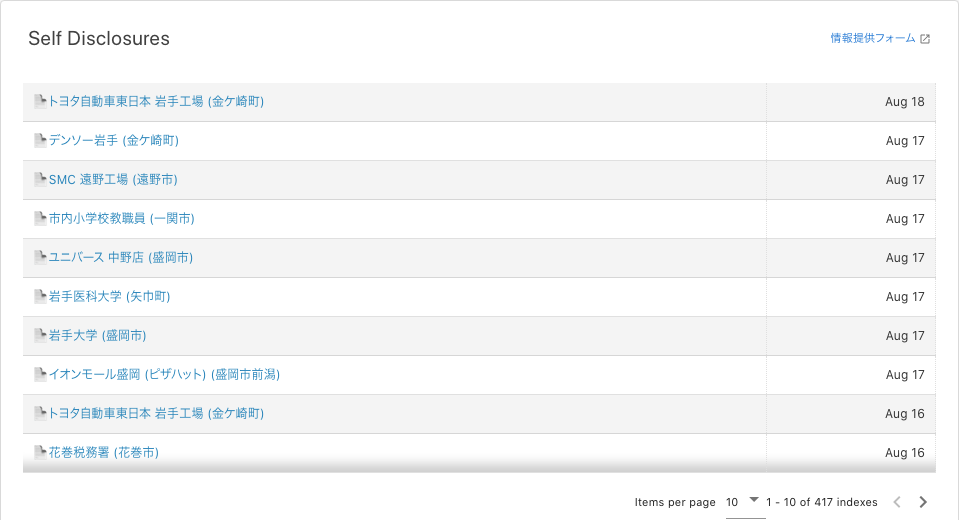 Self Disclosures
情報提供フォーム
トヨタ自動車東日本 岩手工場 (金ケ崎町) Aug 18
デンソー岩手 (金ケ崎町) Aug 17
SMC 遠野工場 (遠野市) Aug 17
市内小学校教職員 (一関市) Aug 17
ユニバース 中野店 (盛岡市) Aug 17
岩手医科大学 (矢巾町) Aug 17
岩手大学 (盛岡市) Aug 17
イオンモール盛岡 (ピザハット) (盛岡市前潟) Aug 17
トヨタ自動車東日本 岩手工場 (金ケ崎町) Aug 16
花巻税務署 (花巻市) Aug 16
Items per page 10 1 - 10 of 417 indexes